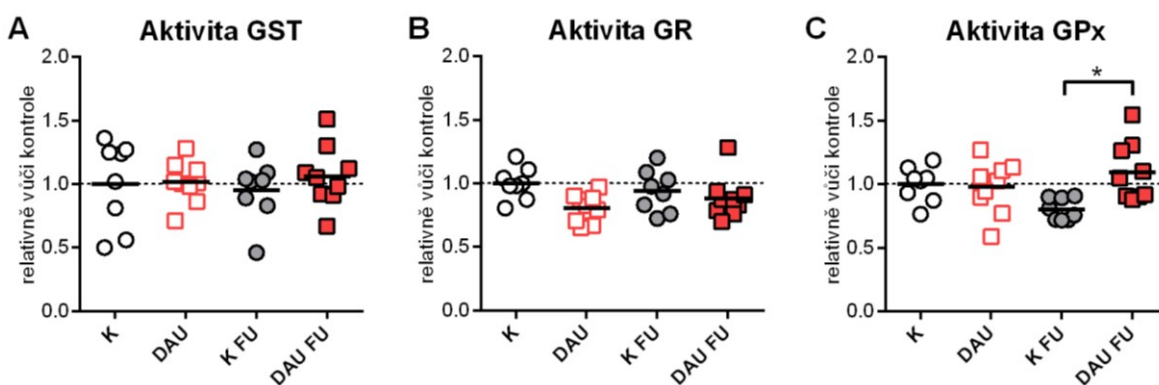 A Aktivita GST
relativně vůči kontrole
2.0
1.5
1.0
0.5
0.0
K
DAU
K FU
DAU FU
B Aktivita GR
relativně vůči kontrole
2.0
1.5
1.0
0.5
0.0
K
DAU
K FU
DAU FU
C Aktivita GPx
relativně vůči kontrole
2.0
1.5
1.0
0.5
0.0
*
K
DAU
K FU
DAU FU